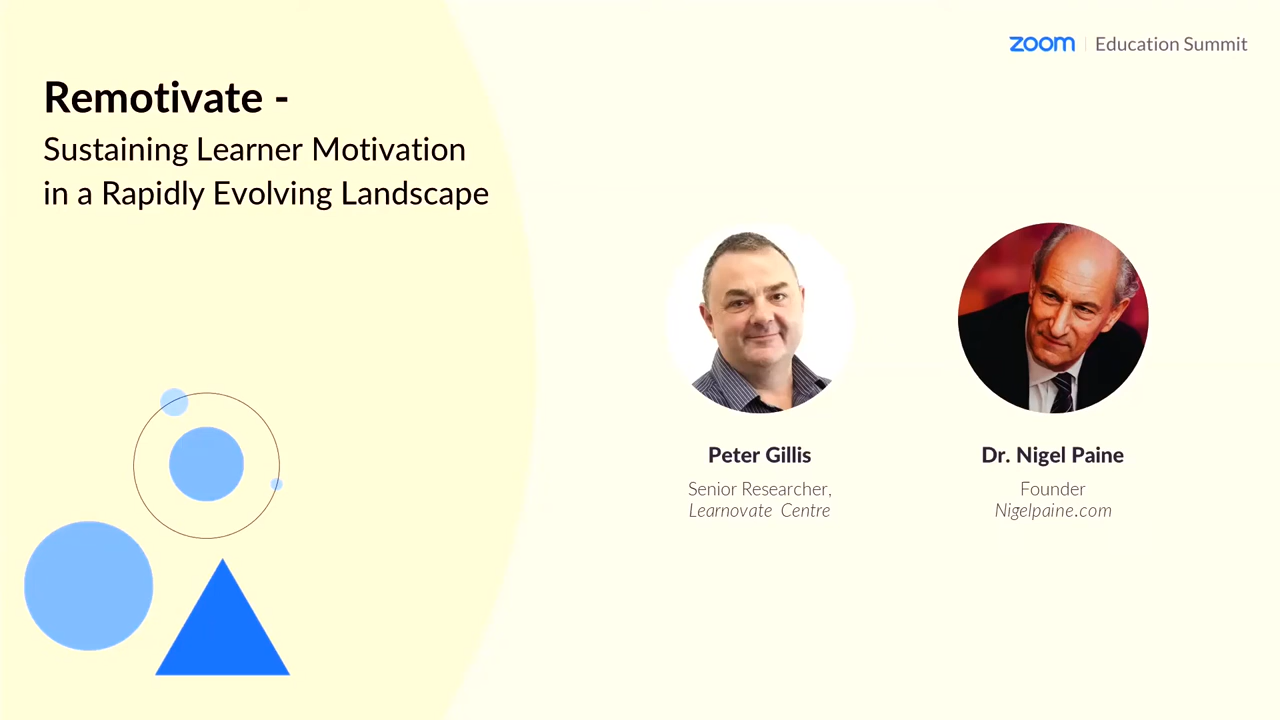 zoom | Education Summit
Remotivate -
Sustaining Learner Motivation
in a Rapidly Evolving Landscape
Peter Gillis
Senior Researcher,
Learnovate Centre
Dr. Nigel Paine
Founder
Nigelpaine.com